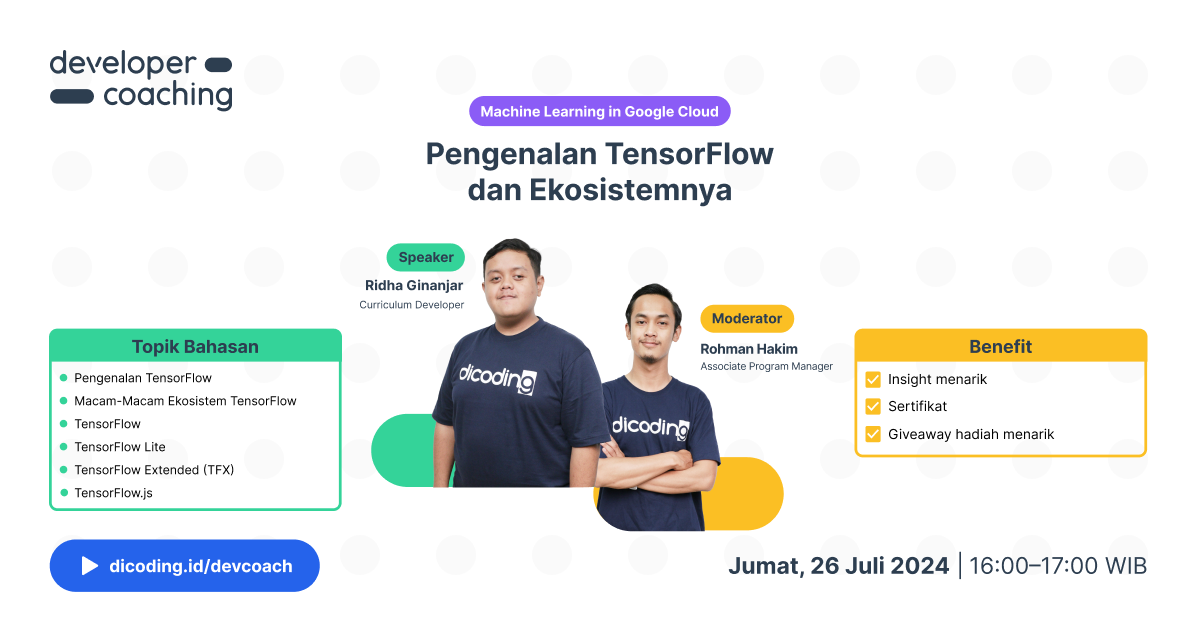 developer
coaching
Machine Learning in Google Cloud
Pengenalan TensorFlow
dan Ekosistemnya
Speaker
Ridha Ginanjar
Curriculum Developer
Moderator
Rohman Hakim
Associate Program Manager
dicoding
dicoding
Topik Bahasan
Pengenalan TensorFlow
Macam-Macam Ekosistem TensorFlow
TensorFlow
TensorFlow Lite
TensorFlow Extended (TFX)
TensorFlow.js
Benefit
Insight menarik
Sertifikat
Giveaway hadiah menarik
dicoding.id/devcoach
Jumat, 26 Juli 2024 | 16:00–17:00 WIB